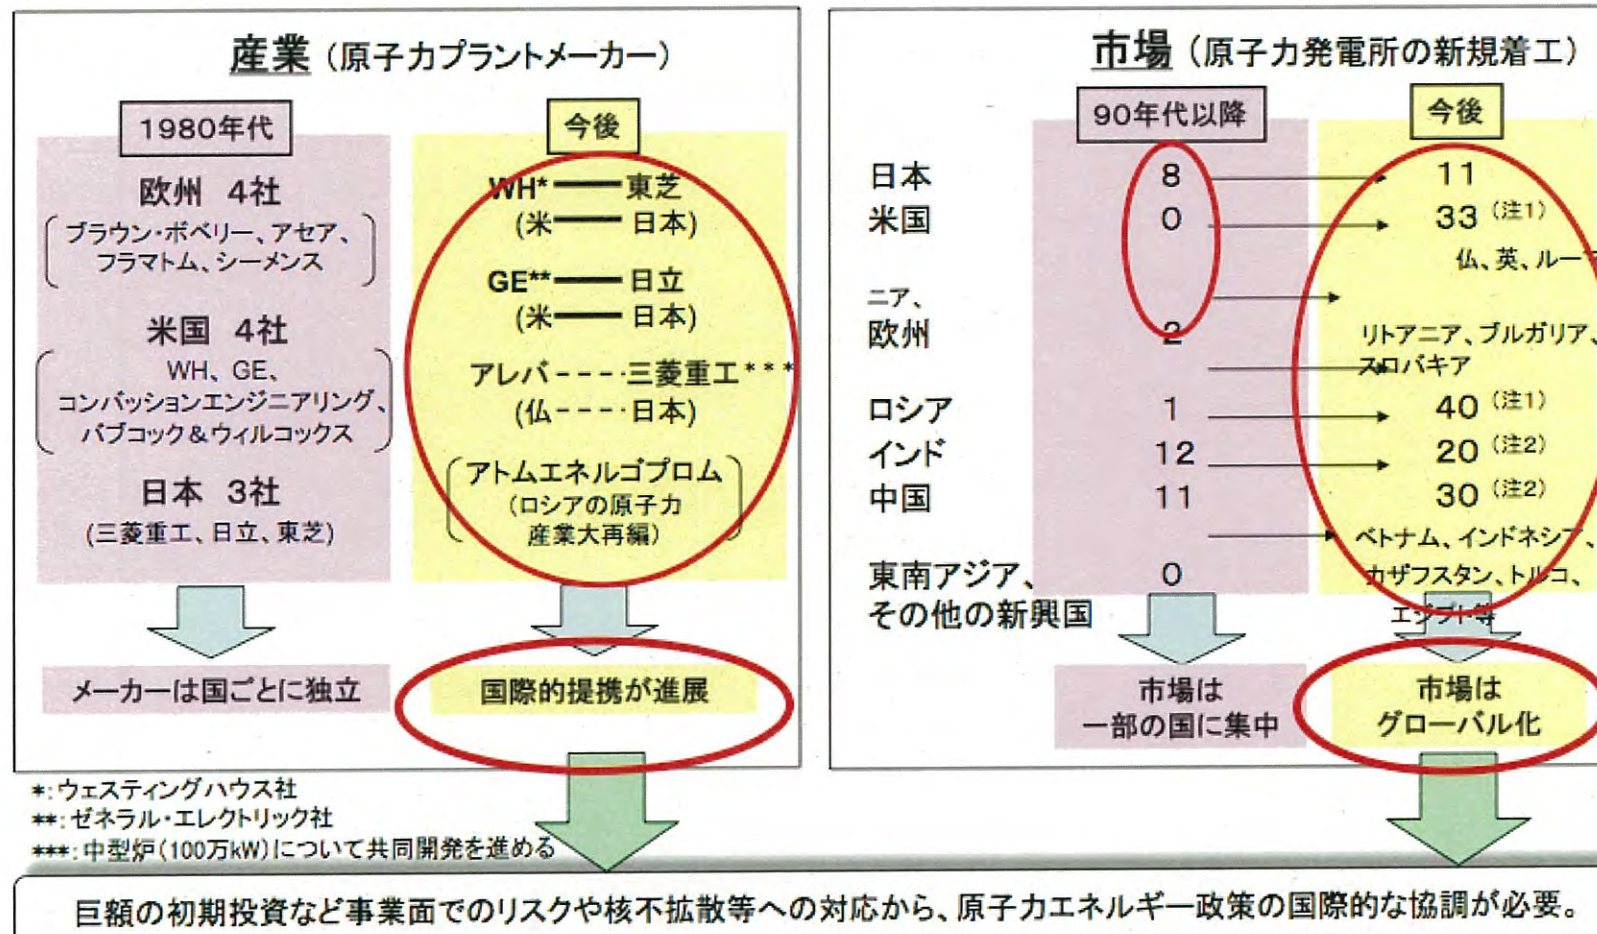 産業(原子力プラントメーカー)
1980年代
欧州 4社
ブラウン・ボベリー、アセア、
フラマトム、シーメンス
米国 4社
WH、GE、
コンバッションエンジニアリング、
バブコック&ウィルコックス
日本 3社
(三菱重工、日立、東芝)
メーカーは国ごとに独立
今後
WH* 東芝
(米 日本)
GE** 日立
(米 日本)
アレバ 三菱重工***
(仏 日本)
アトムエネルゴプロム
(ロシアの原子力
産業大再編)
国際的提携が進展
*:ウェスティングハウス社
**:ゼネラル・エレクトリック社
***:中型炉(100万kW)について共同開発を進める
市場(原子力発電所の新規着工)
90年代以降 今後
日本 8 11
米国 0 33(注1)
仏、英、ルーマ
ニア、
欧州 2 リトアニア、ブルガリア、
スロバキア
ロシア 1 40(注1)
インド 12 20(注2)
中国 11 30(注2)
ベトナム、インドネシア、
東南アジア、 0 カザフスタン、トルコ、
その他の新興国 エジプト等
市場は
一部の国に集中
市場は
グローバル化
巨額の初期投資など事業面でのリスクや核不拡散等への対応から、原子力エネルギー政策の国際的な協調が必要。